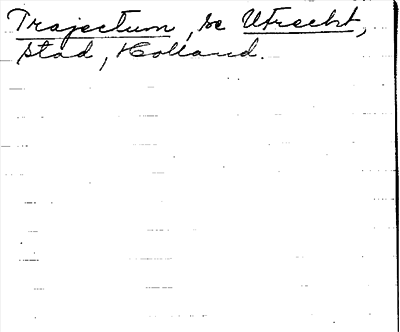 Trajectum, se Utrecht,
stad, Holland.